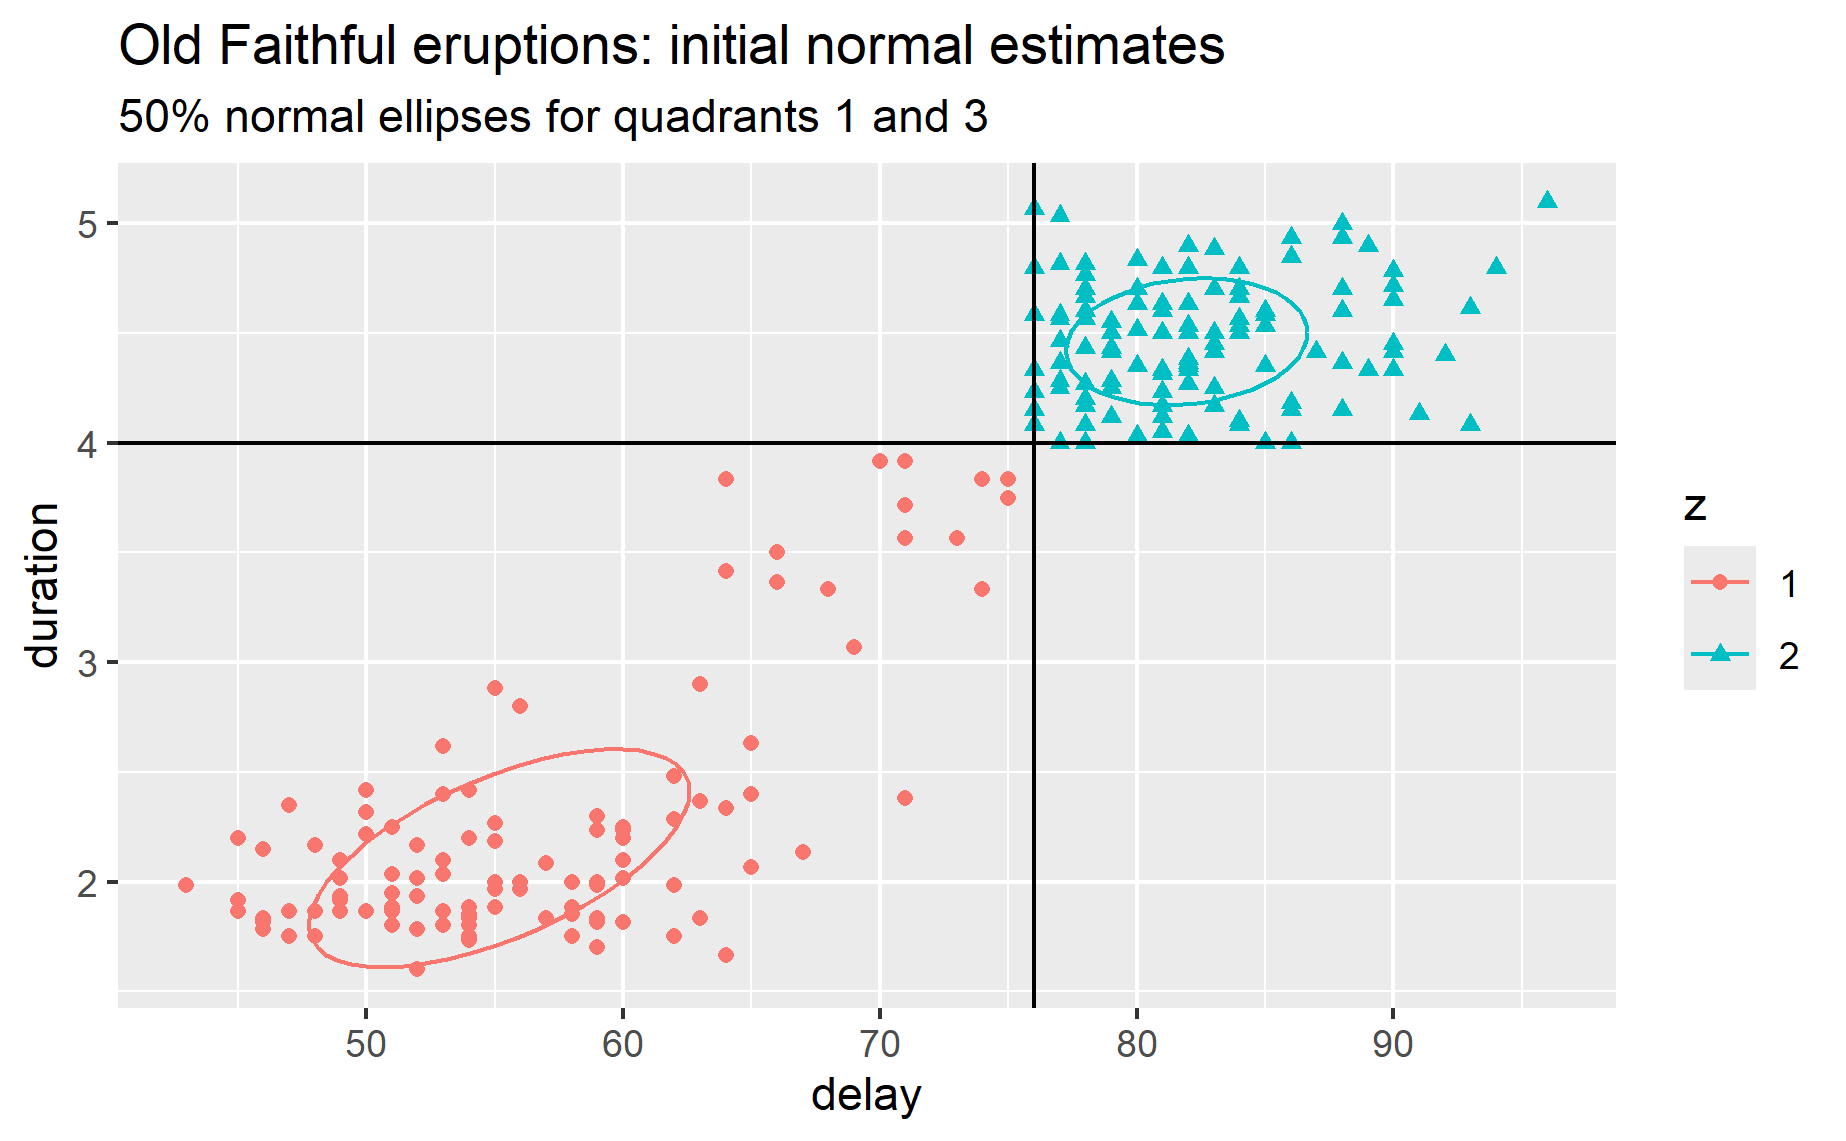 Old Faithful eruptions: initial normal estimates
50% normal ellipses for quadrants 1 and 3
5
4
3
2
duration
50 60 70 80 90
delay
z
1
2